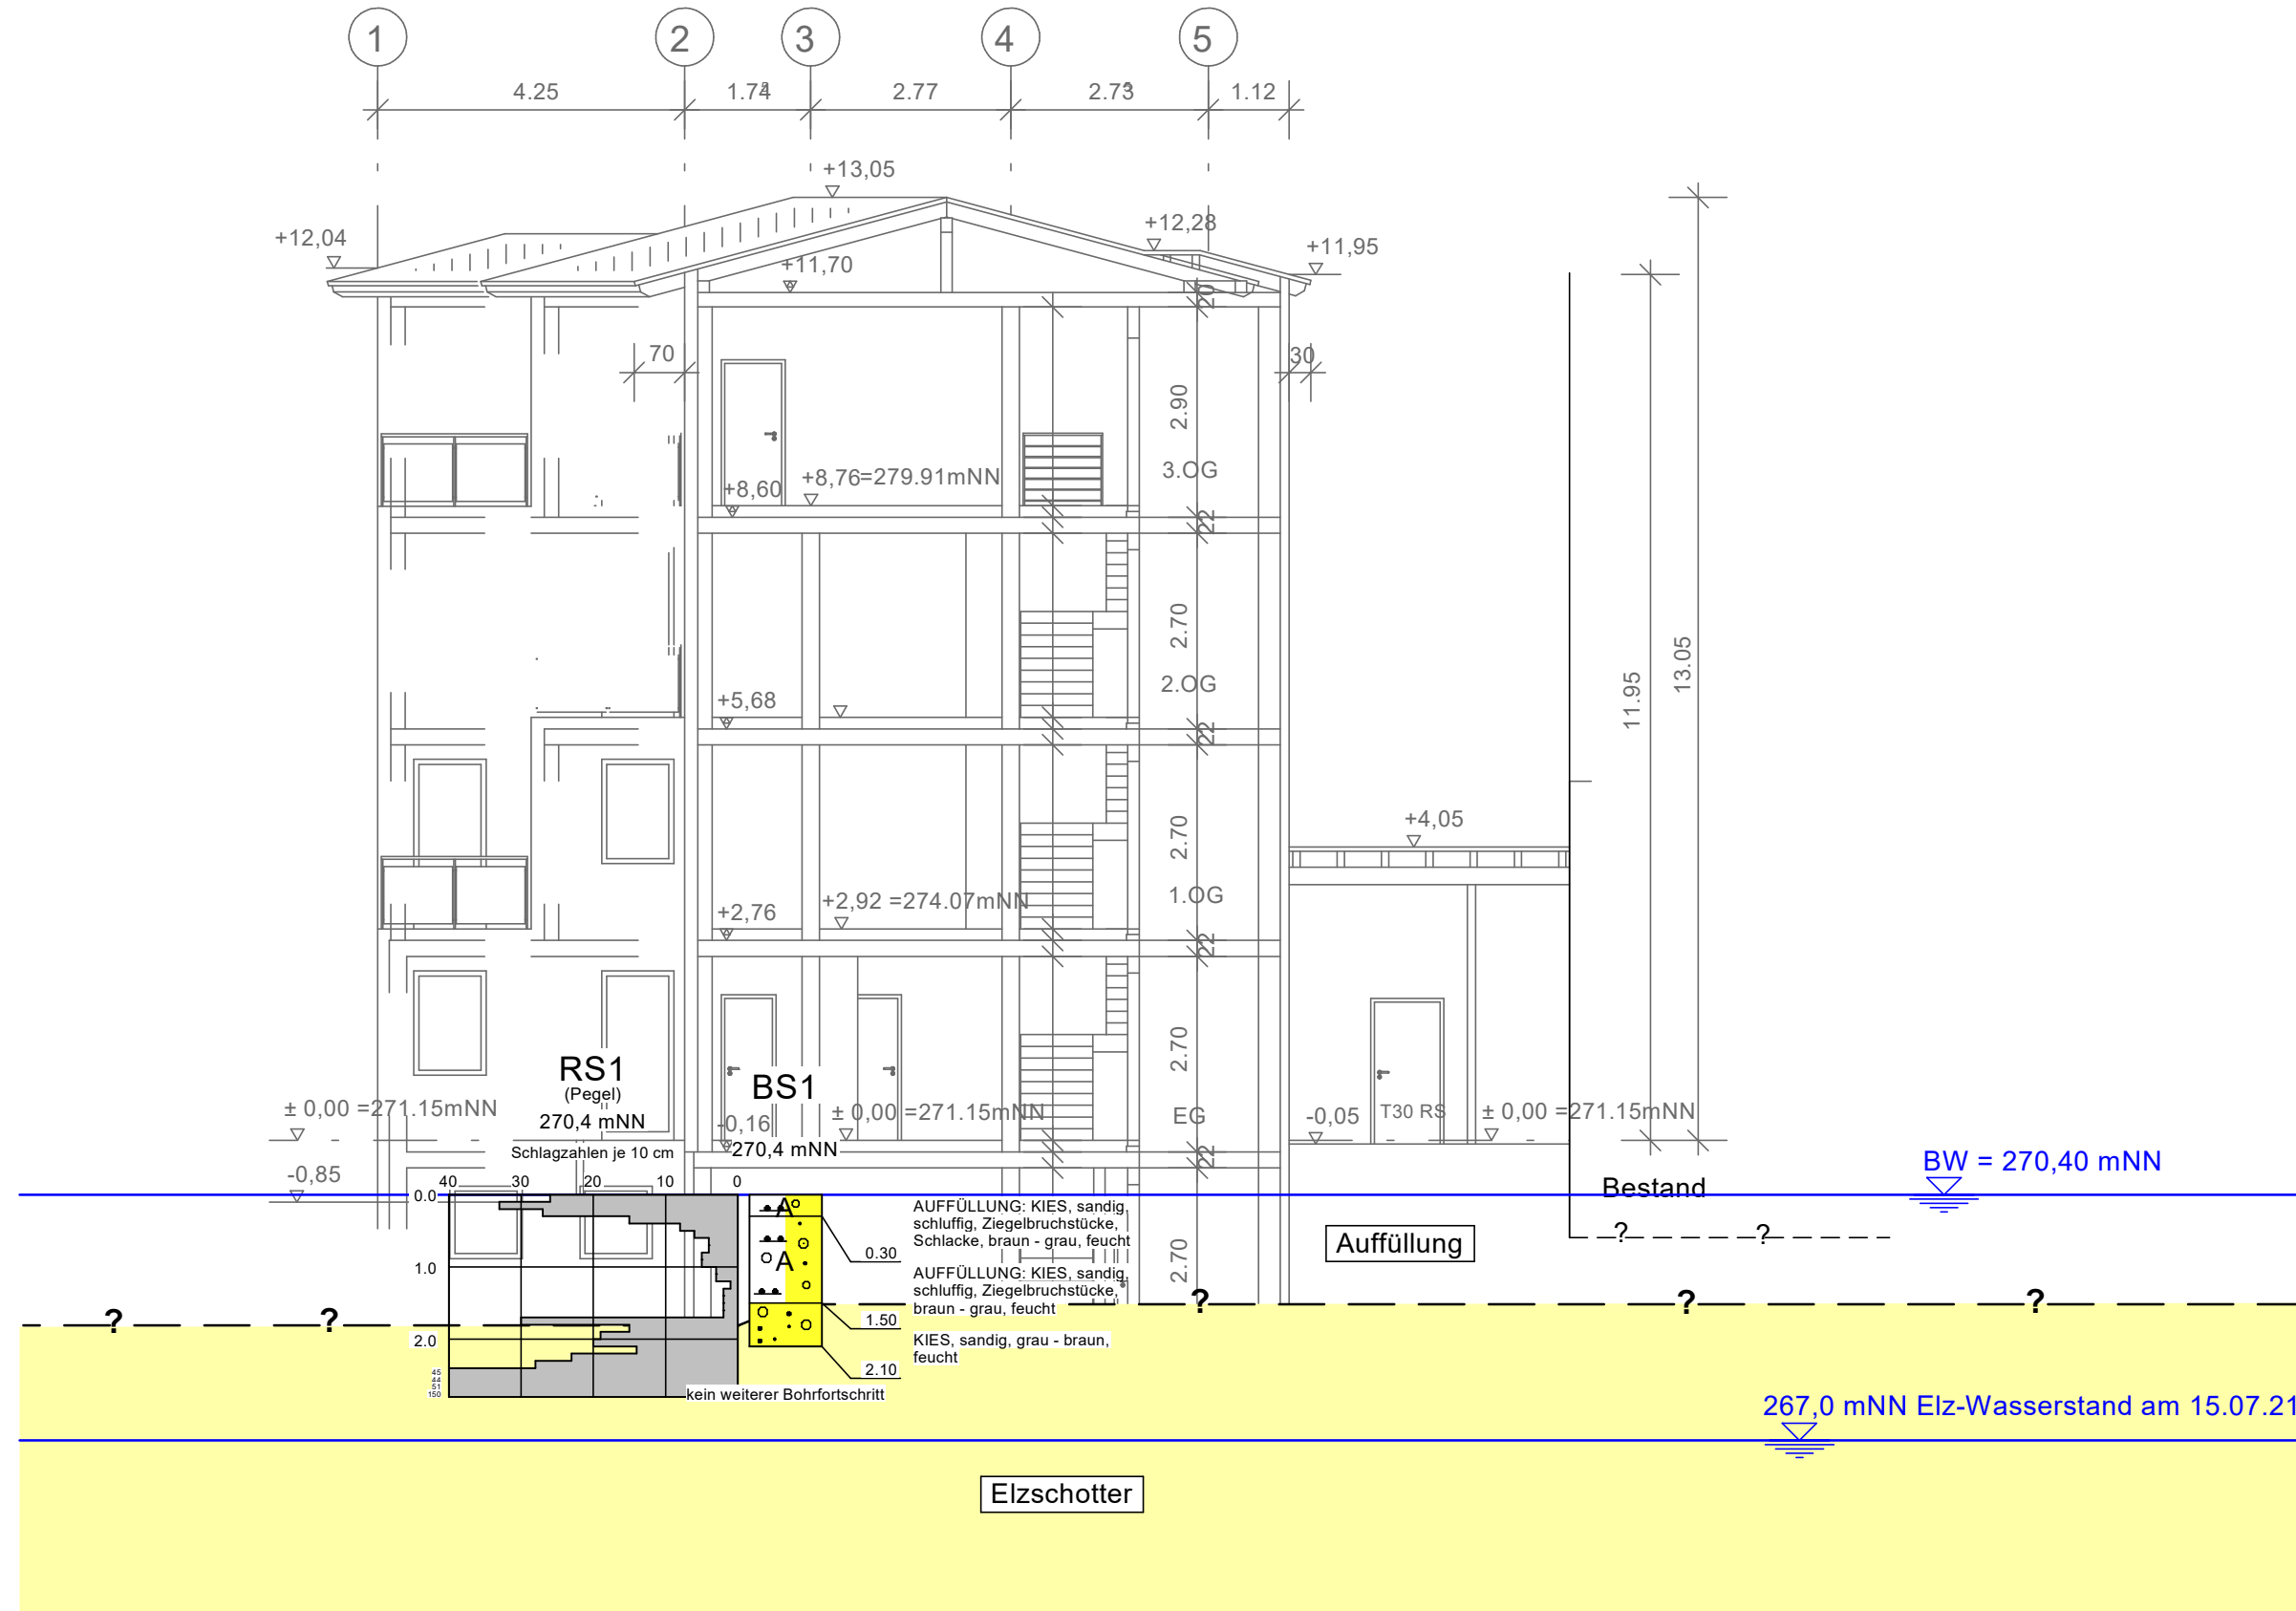 1
2
3
4
5
4.25
1.74²
2.77
2.73⁵
1.12
+13,05
+12,04
+12,28
+11,95
+11,70
20
70
30
2.90
3.OG
+8,76=279.91mNN
+8,60
22
2.70
2.OG
+5,68
22
11.95
13.05
2.70
+4,05
1.OG
+2,92 =274.07mNN
+2,76
22
2.70
RS1
(Pegel)
270,4 mNN
BS1
± 0,00 =271.15mNN
-0,16
± 0,00 =271.15mNN
EG
-0,05
T30 RS
± 0,00 =271.15mNN
270,4 mNN
Schlagzahlen je 10 cm
22
-0,85
BW = 270,40 mNN
Bestand
40
30
20
10
0
0.0
1.0
2.0
45
44
51
150
A
A
AUFFÜLLUNG: KIES, sandig,
schluffig, Ziegelbruchstücke,
Schlacke, braun - grau, feucht
0.30
AUFFÜLLUNG: KIES, sandig,
schluffig, Ziegelbruchstücke,
braun - grau, feucht
1.50
KIES, sandig, grau - braun,
feucht
2.10
kein weiterer Bohrfortschritt
2.70
Auffüllung
?
?
?
?
?
?
?
267,0 mNN Elz-Wasserstand am 15.07.21
Elzschotter